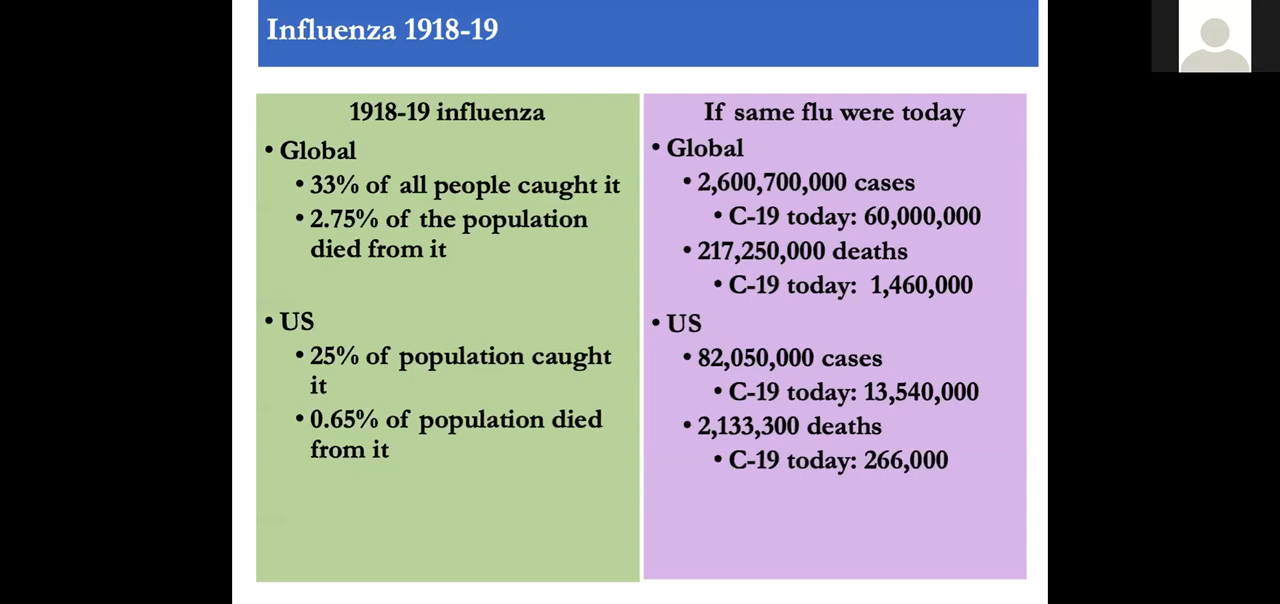 Influenza 1918-19
1918-19 influenza
• Global
• 33% of all people caught it
• 2.75% of the population
died from it
• US
• 25% of population caught
it
• 0.65% of population died
from it
If same flu were today
• Global
• 2,600,700,000 cases
• C-19 today: 60,000,000
• 217,250,000 deaths
• C-19 today: 1,460,000
• US
• 82,050,000 cases
• C-19 today: 13,540,000
• 2,133,300 deaths
• C-19 today: 266,000